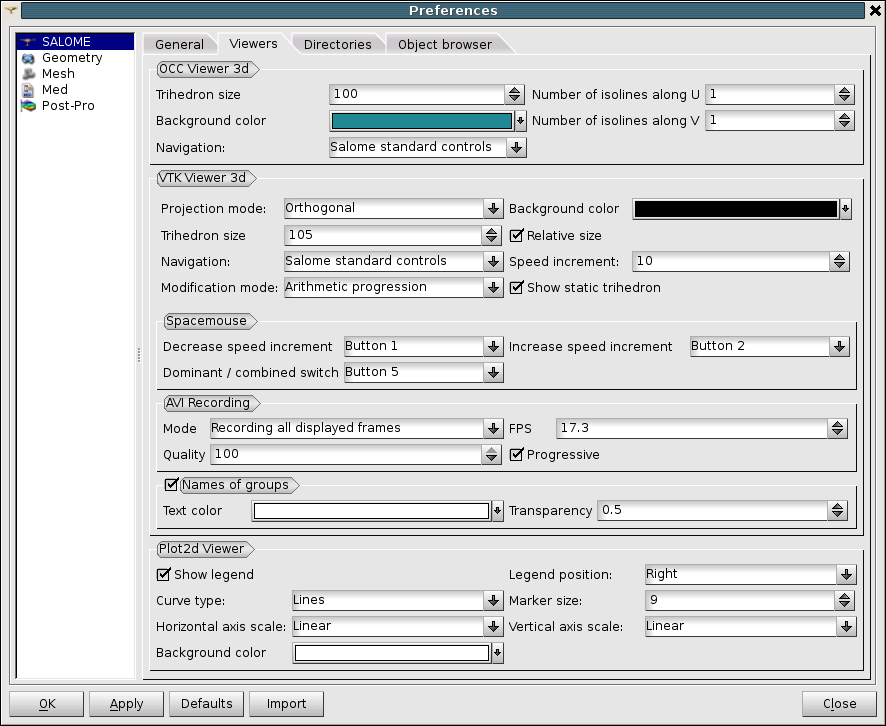 Preferences
SALOME
Geometry
Mesh
Med
Post-Pro
General Viewers Directories Object browser
OCC Viewer 3d
Trihedron size 100 Number of isolines along U 1
Background color Number of isolines along V 1
Navigation: Salome standard controls
VTK Viewer 3d
Projection mode: Orthogonal Background color
Trihedron size 105 Relative size
Navigation: Salome standard controls Speed increment: 10
Modification mode: Arithmetic progression Show static trihedron
Spacemouse
Decrease speed increment Button 1 Increase speed increment Button 2
Dominant / combined switch Button 5
AVI Recording
Mode Recording all displayed frames FPS 17.3
Quality 100 Progressive
Names of groups
Text color Transparency 0.5
Plot2d Viewer
Show legend Legend position: Right
Curve type: Lines Marker size: 9
Horizontal axis scale: Linear Vertical axis scale: Linear
Background color
OK Apply Defaults Import Close